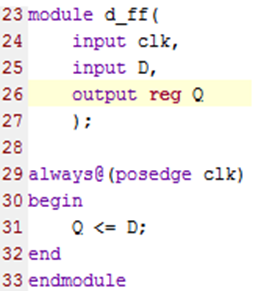 23 module d_ff(
24     input clk,
25     input D,
26     output reg Q
27     );
28
29 always@(posedge clk)
30 begin
31     Q <= D;
32 end
33 endmodule